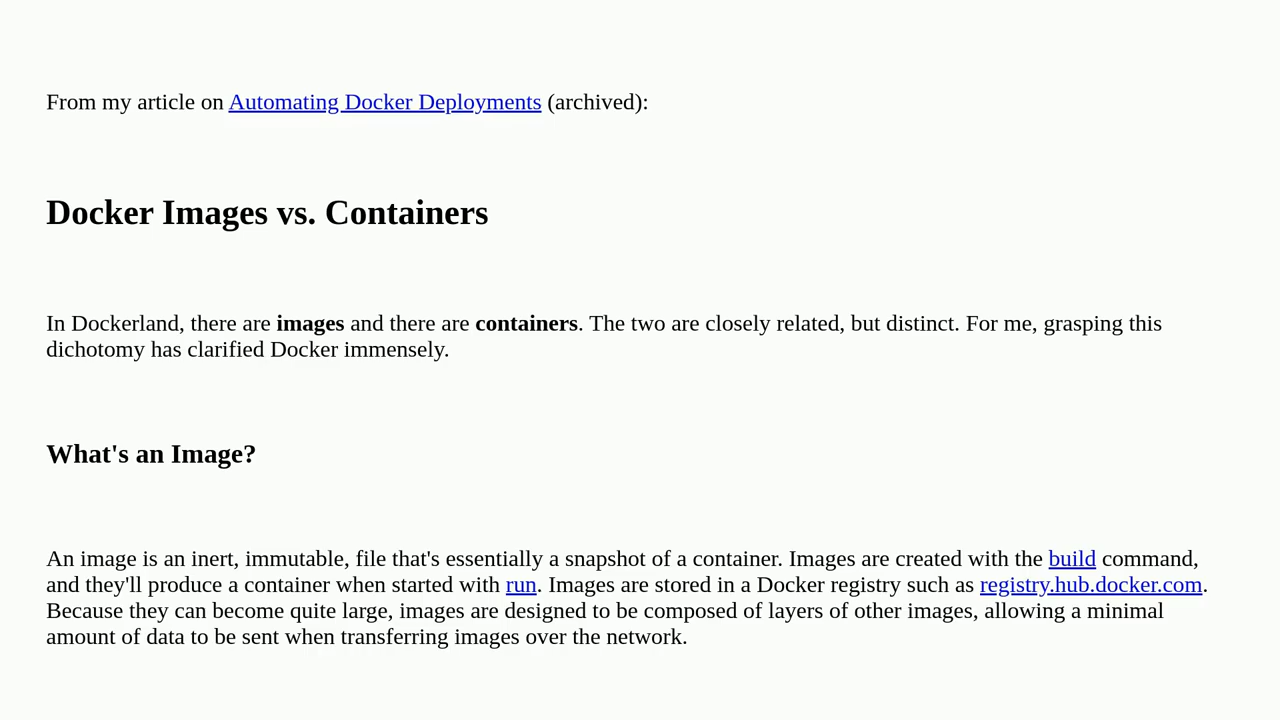 From my article on Automating Docker Deployments (archived):
Docker Images vs. Containers
In Dockerland, there are images and there are containers. The two are closely related, but distinct. For me, grasping this
dichotomy has clarified Docker immensely.
What's an Image?
An image is an inert, immutable, file that's essentially a snapshot of a container. Images are created with the build command,
and they'll produce a container when started with run. Images are stored in a Docker registry such as registry.hub.docker.com.
Because they can become quite large, images are designed to be composed of layers of other images, allowing a minimal
amount of data to be sent when transferring images over the network.